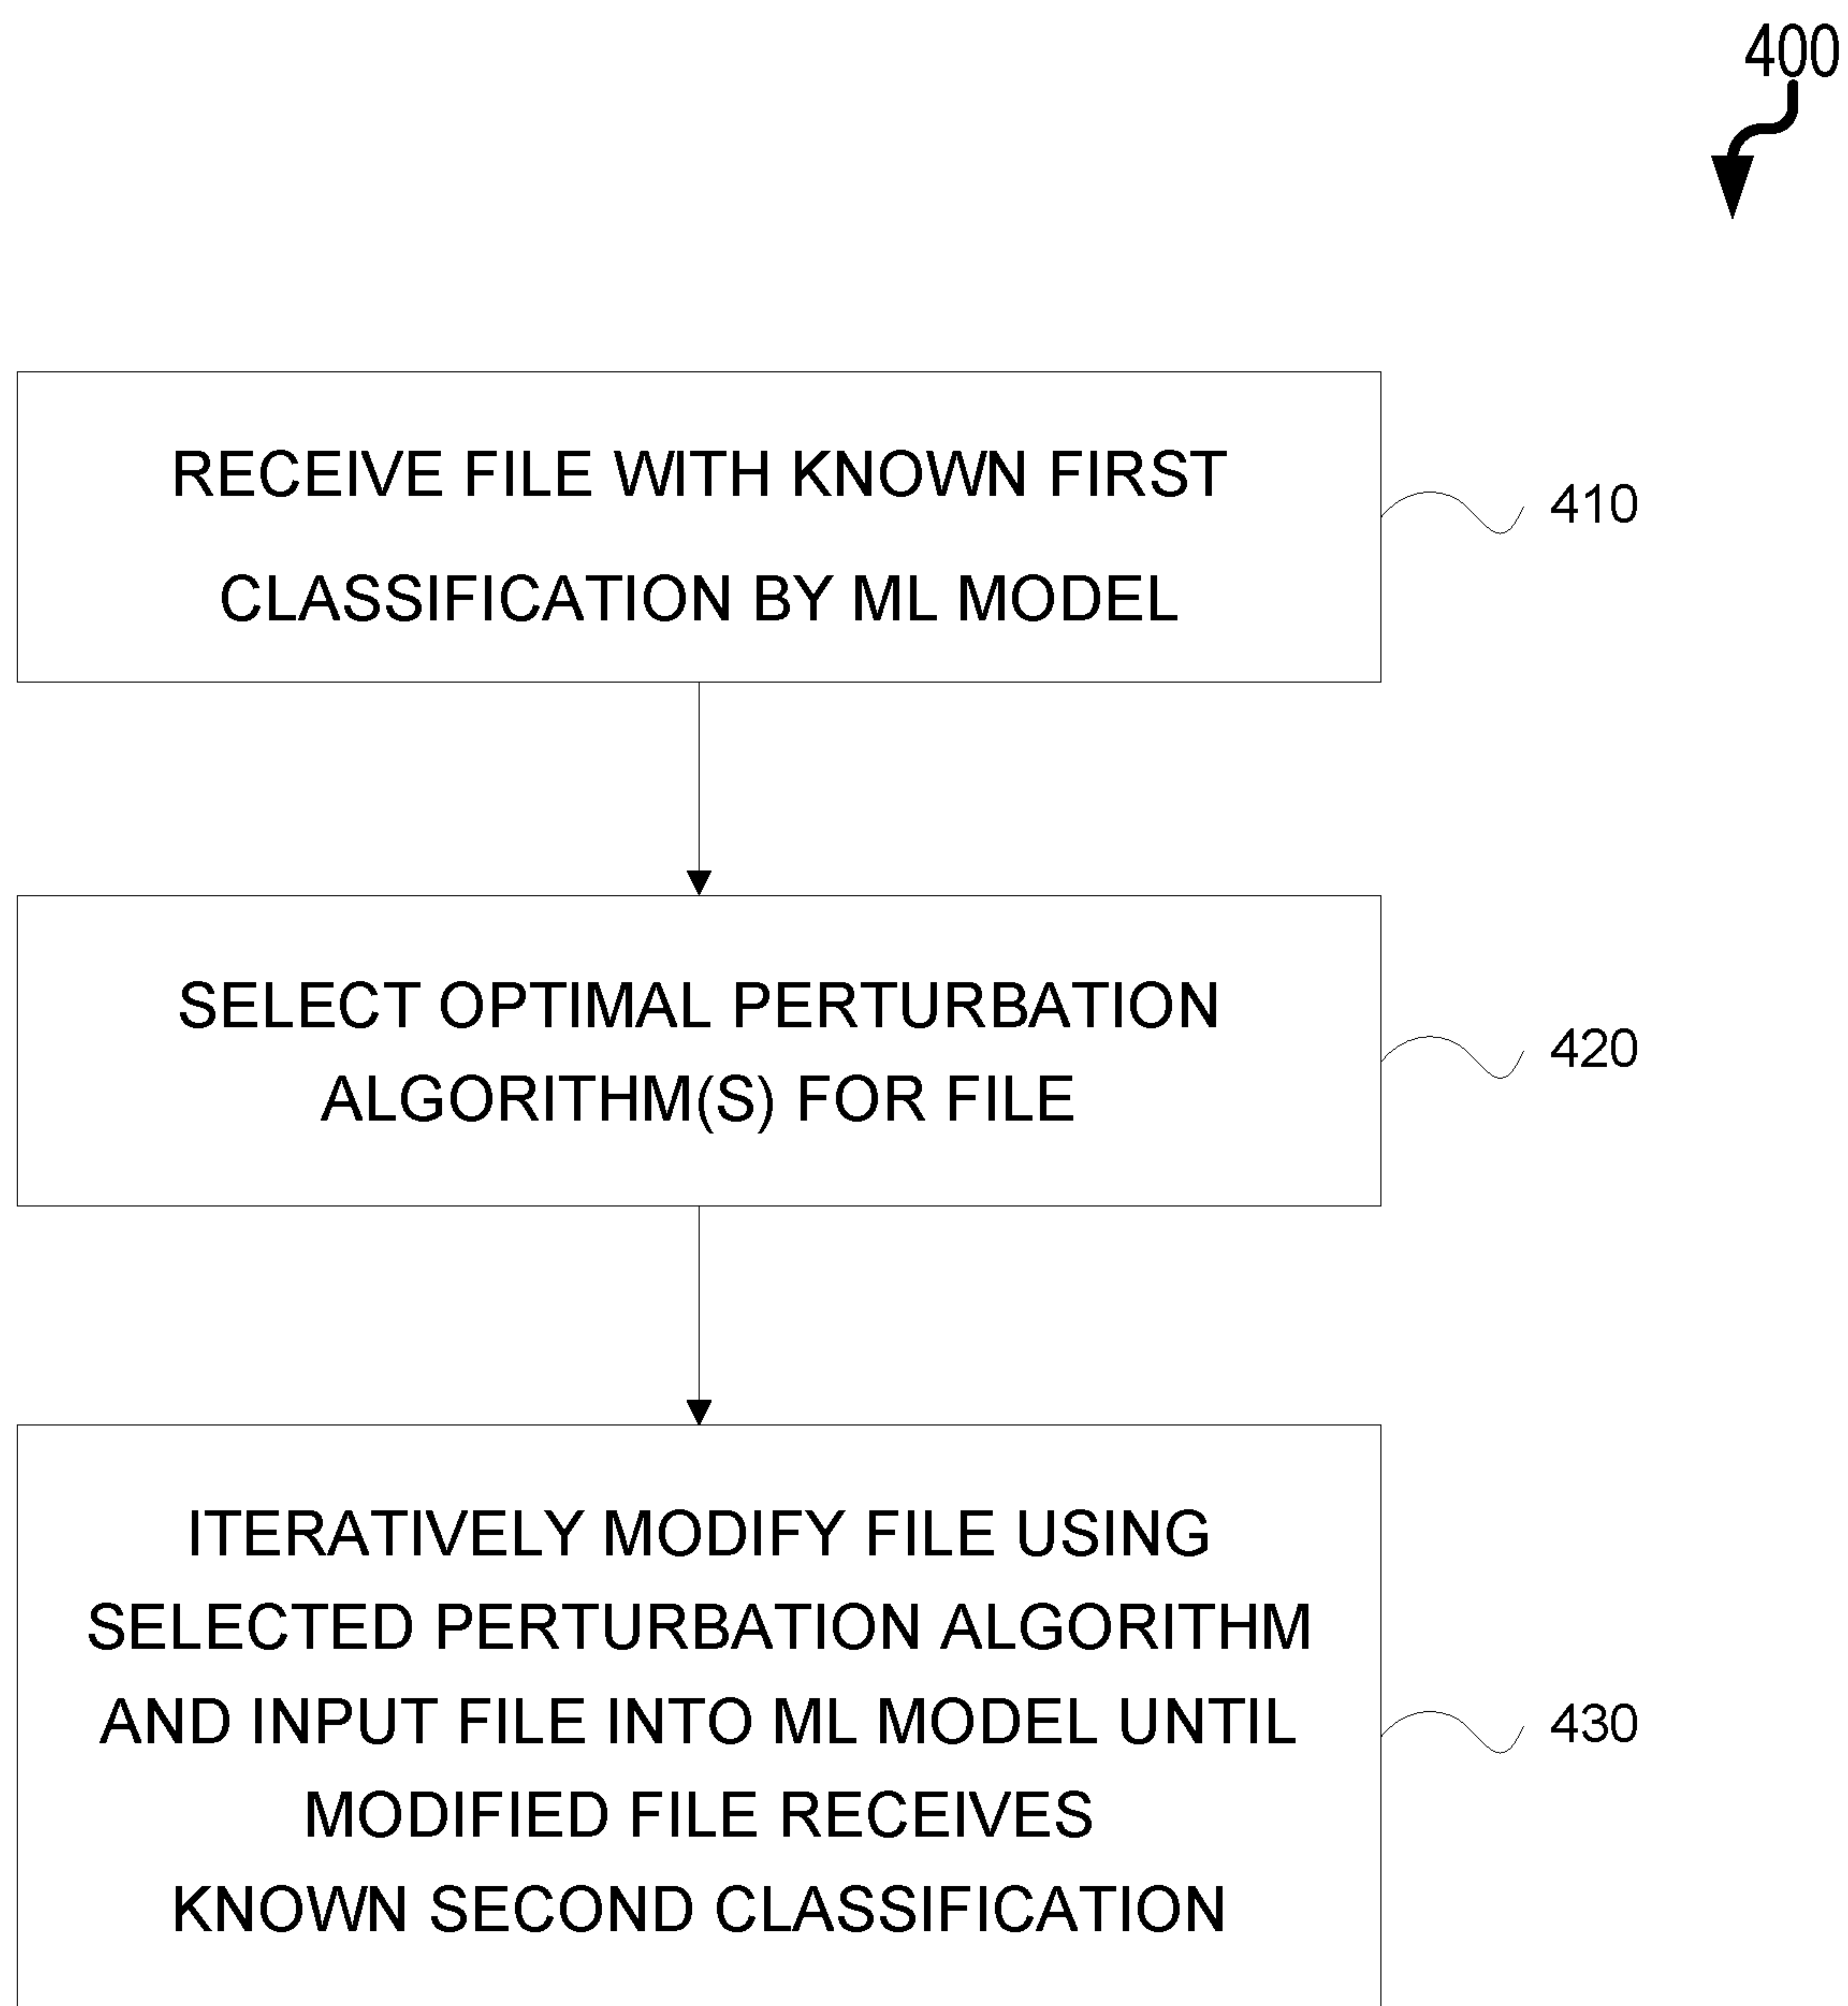 400
RECEIVE FILE WITH KNOWN FIRST
CLASSIFICATION BY ML MODEL
410
SELECT OPTIMAL PERTURBATION
ALGORITHM(S) FOR FILE
420
ITERATIVELY MODIFY FILE USING
SELECTED PERTURBATION ALGORITHM
AND INPUT FILE INTO ML MODEL UNTIL
MODIFIED FILE RECEIVES
KNOWN SECOND CLASSIFICATION
430